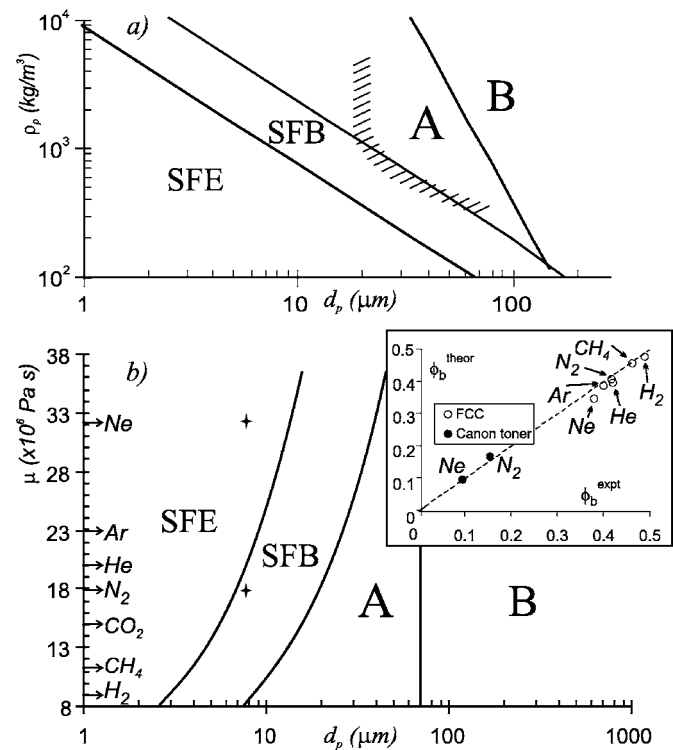 a)
10⁴
10³
10²
ρp (kg/m³)
SFE
SFB
A
B
1
10
100
dp (μm)
b)
38
33
28
23
18
13
8
μ (x10⁶ Pa s)
Ne
Ar
He
N₂
CO₂
CH₄
H₂
SFE
SFB
A
B
1
10
100
1000
dp (μm)
0.5
0.4
0.3
0.2
0.1
0
ϕb theor
CH₄
N₂
Ar
Ne
He
H₂
FCC
Canon toner
Ne
N₂
ϕb expt
0
0.1
0.2
0.3
0.4
0.5